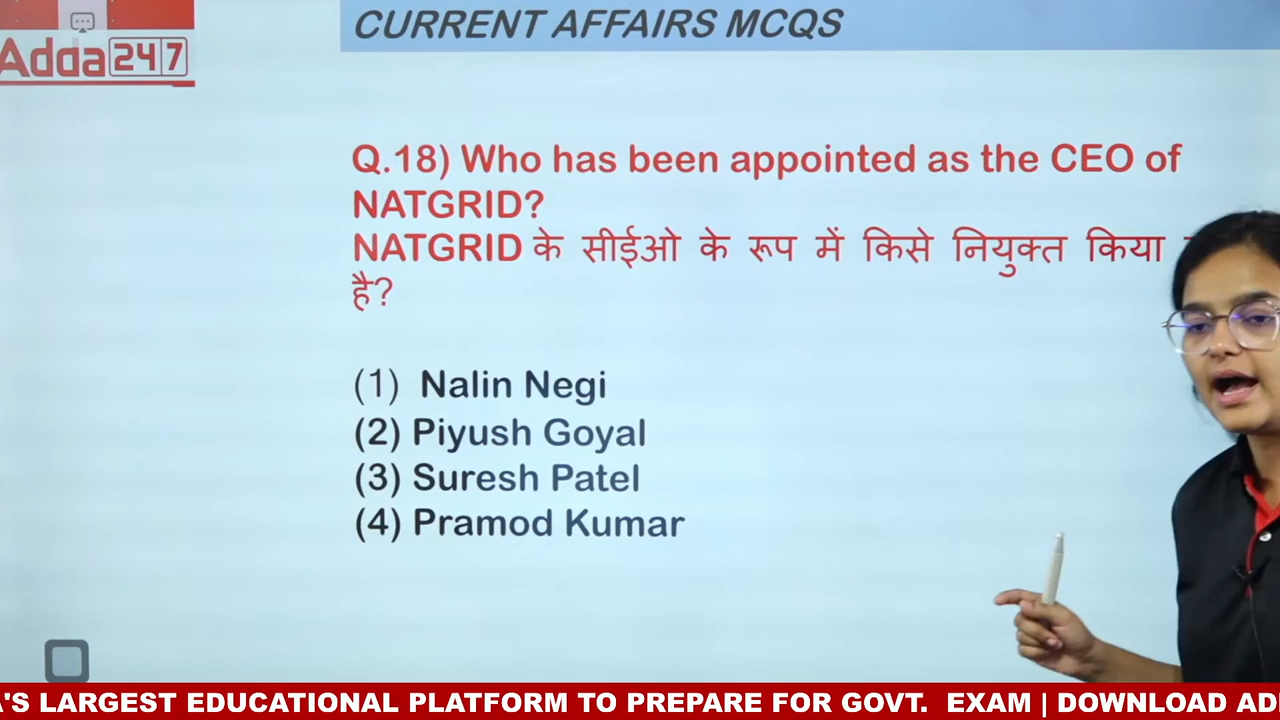 CURRENT AFFAIRS MCQS
Adda247
Q.18) Who has been appointed as the CEO of
NATGRID?
NATGRID के सीईओ के रूप में किसे नियुक्त किया
है?
(1) Nalin Negi
(2) Piyush Goyal
(3) Suresh Patel
(4) Pramod Kumar
A'S LARGEST EDUCATIONAL PLATFORM TO PREPARE FOR GOVT. EXAM | DOWNLOAD